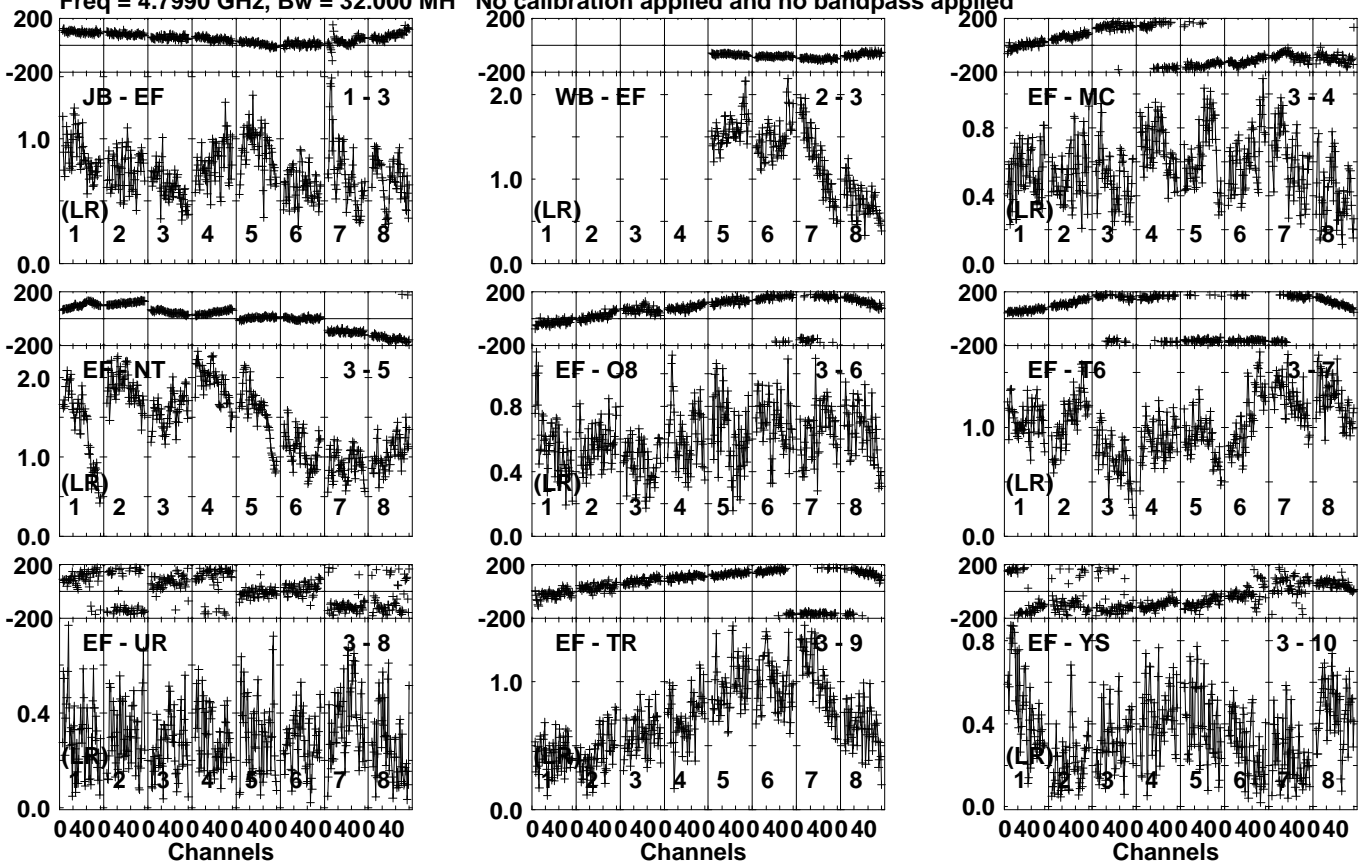 Freq = 4.7990 GHz, Bw = 32.000 MH No calibration applied and no bandpass applied
200 200 200
-200 -200 -200
JB - EF 1 - 3 WB - EF 2 - 3 EF - MC 3 - 4
2.0
1.0 1.0 0.8
0.4
(LR) (LR) (LR)
1 2 3 4 5 6 7 8 1 2 3 4 5 6 7 8 1 2 3 4 5 6 7 8
0.0 0.0 0.0
200 200 200
-200 -200 -200
EF - NT 3 - 5 EF - O8 3 - 6 EF - T6 3 - 7
2.0 0.8
1.0 0.4 1.0
(LR) (LR) (LR)
1 2 3 4 5 6 7 8 1 2 3 4 5 6 7 8 1 2 3 4 5 6 7 8
0.0 0.0 0.0
200 200 200
-200 -200 -200
EF - UR 3 - 8 EF - TR 3 - 9 EF - YS 3 - 10
0.8
0.4 1.0 0.4
(LR) (LR) (LR)
1 2 3 4 5 6 7 8 1 2 3 4 5 6 7 8 1 2 3 4 5 6 7 8
0.0 0.0 0.0
0 40 0 40 0 40 0 40 0 40 0 40 0 40 0 40 0 40 0 40 0 40 0 40 0 40 0 40 0 40 0 40 0 40 0 40 0 40 0 40 0 40 0 40 0 40 0 40
Channels Channels Channels